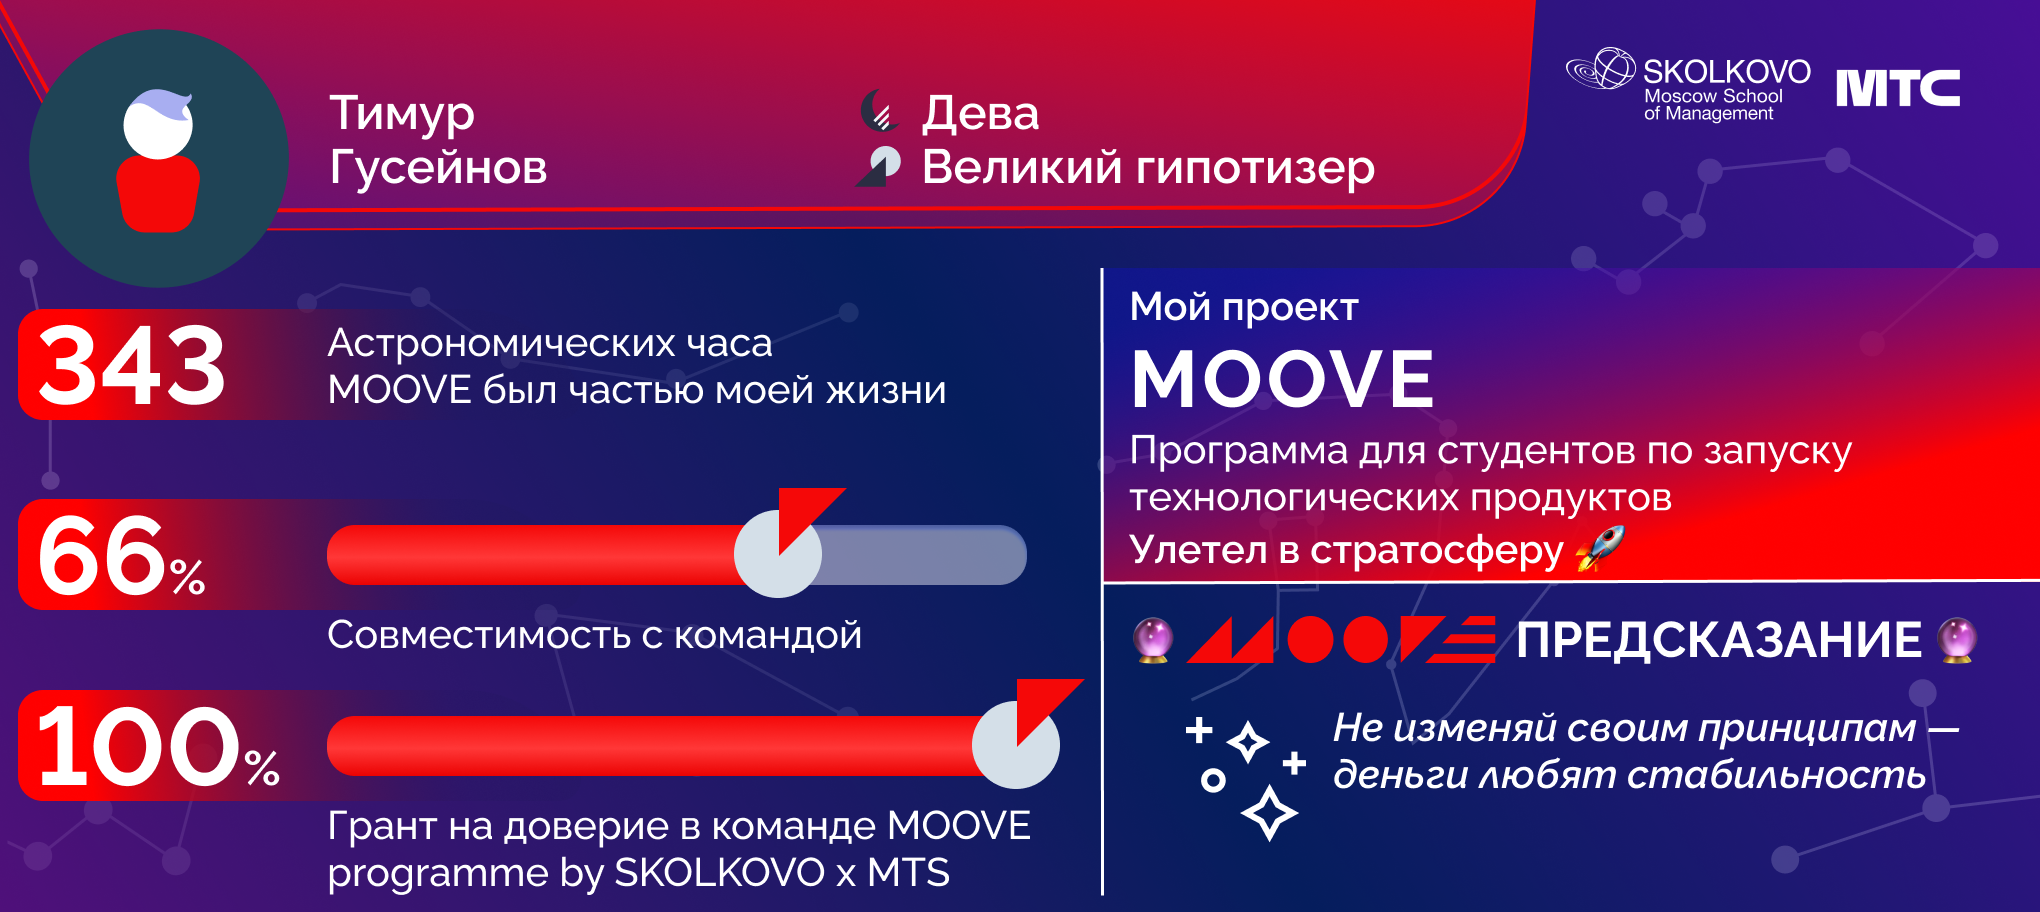 Тимур
Гусейнов
Дева
Великий гипотизер
SKOLKOVO
Moscow School
of Management
МТС
343
Астрономических часа
MOOVE был частью моей жизни
66%
Совместимость с командой
100%
Грант на доверие в команде MOOVE
programme by SKOLKOVO x MTS
Мой проект
MOOVE
Программа для студентов по запуску
технологических продуктов
Улетел в стратосферу 🚀
🔮 MOOVE ПРЕДСКАЗАНИЕ 🔮
Не изменяй своим принципам —
деньги любят стабильность